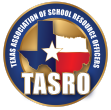 TEXAS ASSOCIATION OF SCHOOL RESOURCE OFFICERS
TASRO